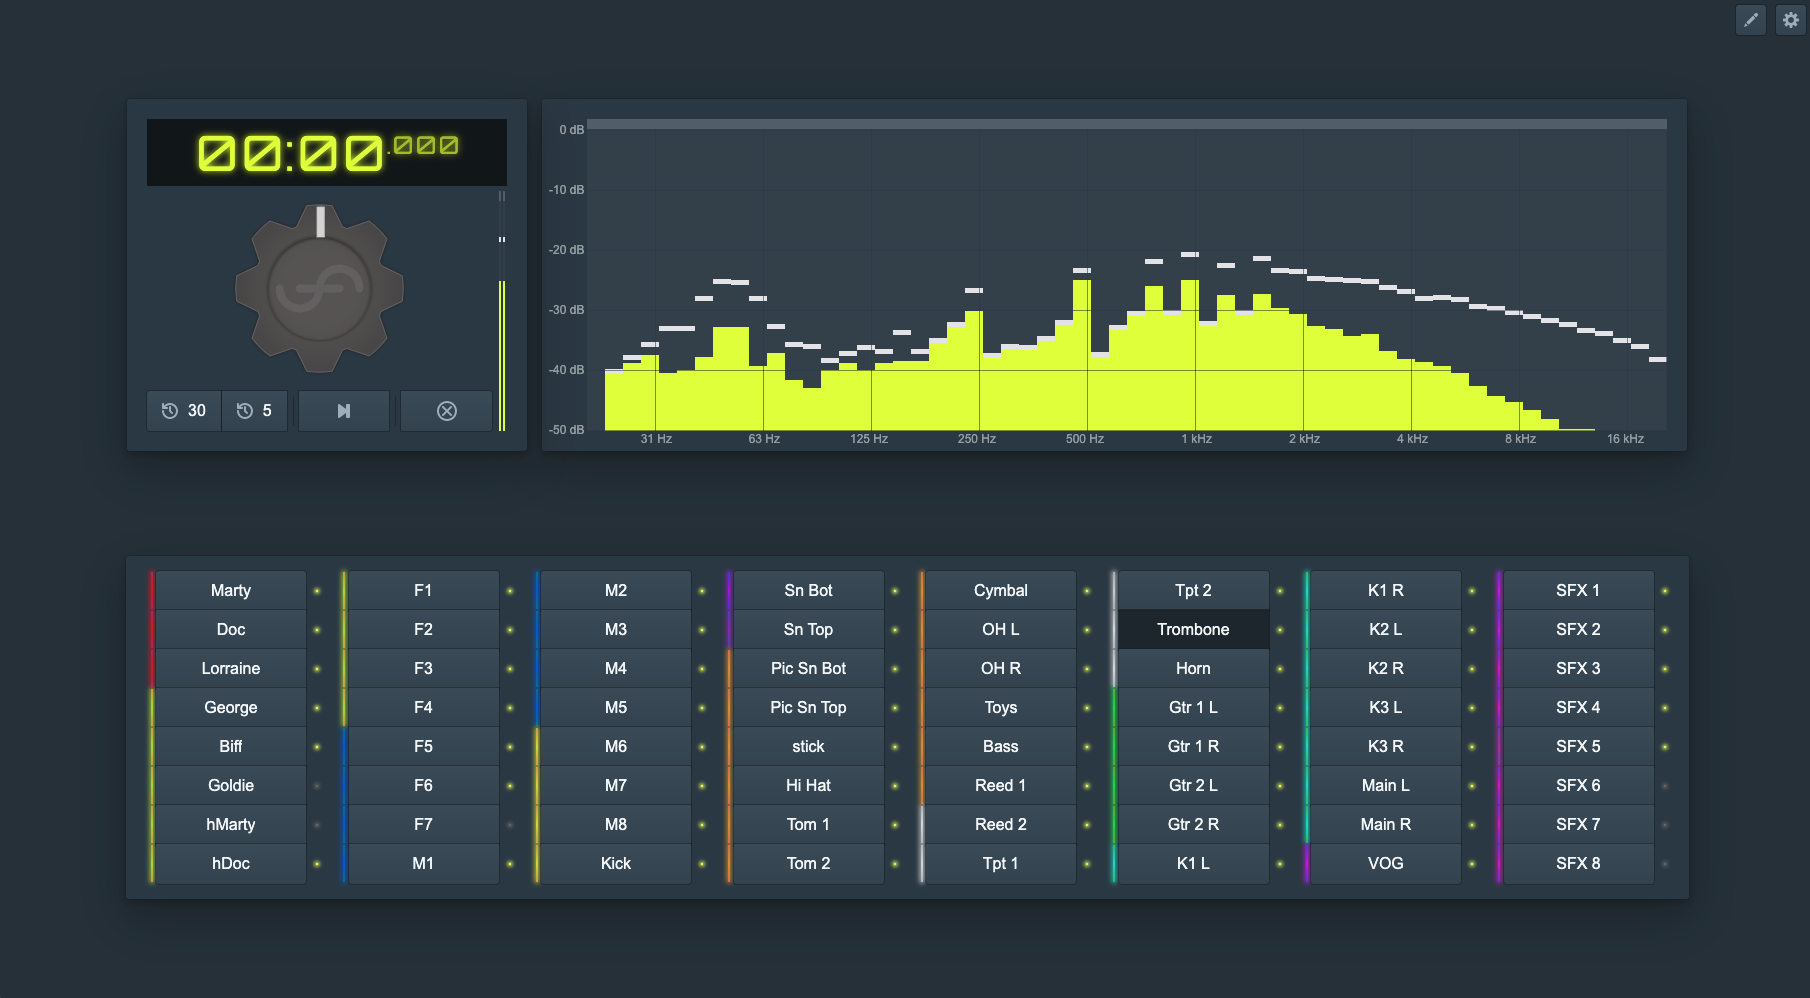 00:00.000
30
5
0 dB
-10 dB
-20 dB
-30 dB
-40 dB
-50 dB
31 Hz 63 Hz 125 Hz 250 Hz 500 Hz 1 kHz 2 kHz 4 kHz 8 kHz 16 kHz
Marty F1 M2 Sn Bot Cymbal Tpt 2 K1 R SFX 1
Doc F2 M3 Sn Top OH L Trombone K2 L SFX 2
Lorraine F3 M4 Pic Sn Bot OH R Horn K2 R SFX 3
George F4 M5 Pic Sn Top Toys Gtr 1 L K3 L SFX 4
Biff F5 M6 stick Bass Gtr 1 R K3 R SFX 5
Goldie F6 M7 Hi Hat Reed 1 Gtr 2 L Main L SFX 6
hMarty F7 M8 Tom 1 Reed 2 Gtr 2 R Main R SFX 7
hDoc M1 Kick Tom 2 Tpt 1 K1 L VOG SFX 8